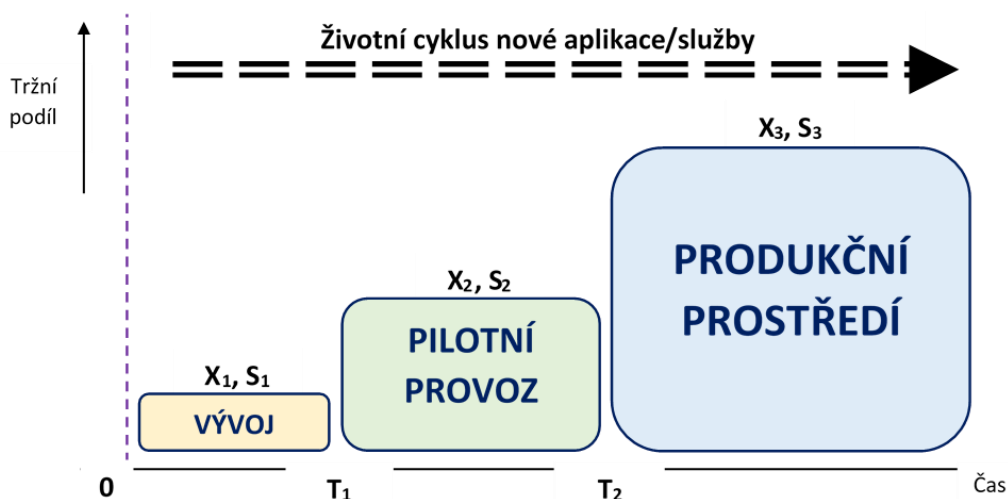 Životní cyklus nové aplikace/služby
Tržní
podíl
X₃, S₃
PRODUKČNÍ
PROSTŘEDÍ
X₂, S₂
PILOTNÍ
PROVOZ
X₁, S₁
VÝVOJ
0
T₁
T₂
Čas